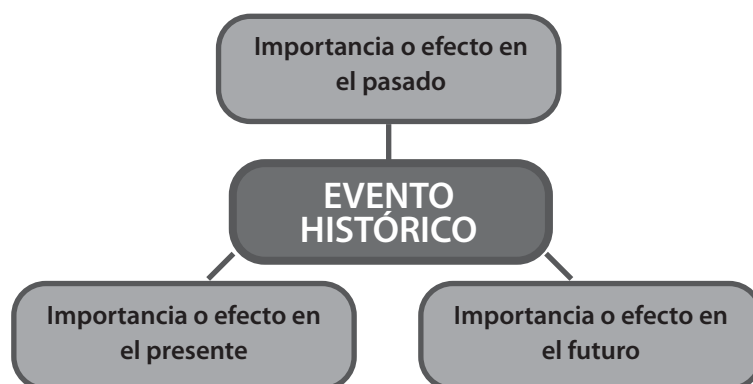 Importancia o efecto en
el pasado
EVENTO
HISTÓRICO
Importancia o efecto en
el presente
Importancia o efecto en
el futuro